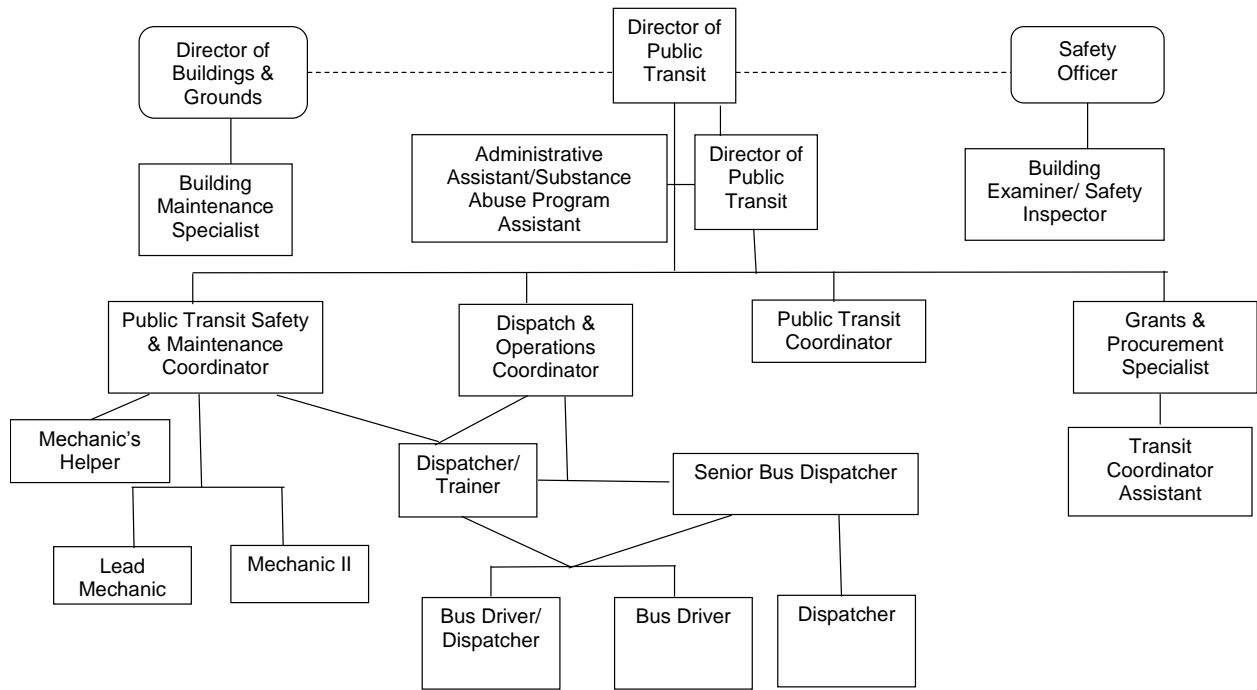 Director of
Buildings &
Grounds
Director of
Public
Transit
Safety
Officer
Building
Maintenance
Specialist
Administrative
Assistant/Substance
Abuse Program
Assistant
Director of
Public
Transit
Building
Examiner/ Safety
Inspector
Public Transit Safety
& Maintenance
Coordinator
Dispatch &
Operations
Coordinator
Public Transit
Coordinator
Grants &
Procurement
Specialist
Mechanic’s
Helper
Dispatcher/
Trainer
Senior Bus Dispatcher
Transit
Coordinator
Assistant
Lead
Mechanic
Mechanic II
Bus Driver/
Dispatcher
Bus Driver
Dispatcher